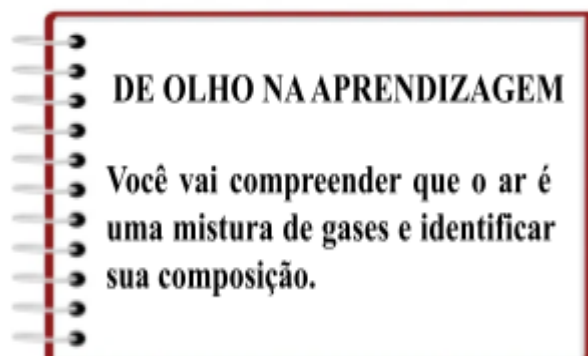 DE OLHO NA APRENDIZAGEM
Você vai compreender que o ar é
uma mistura de gases e identificar
sua composição.